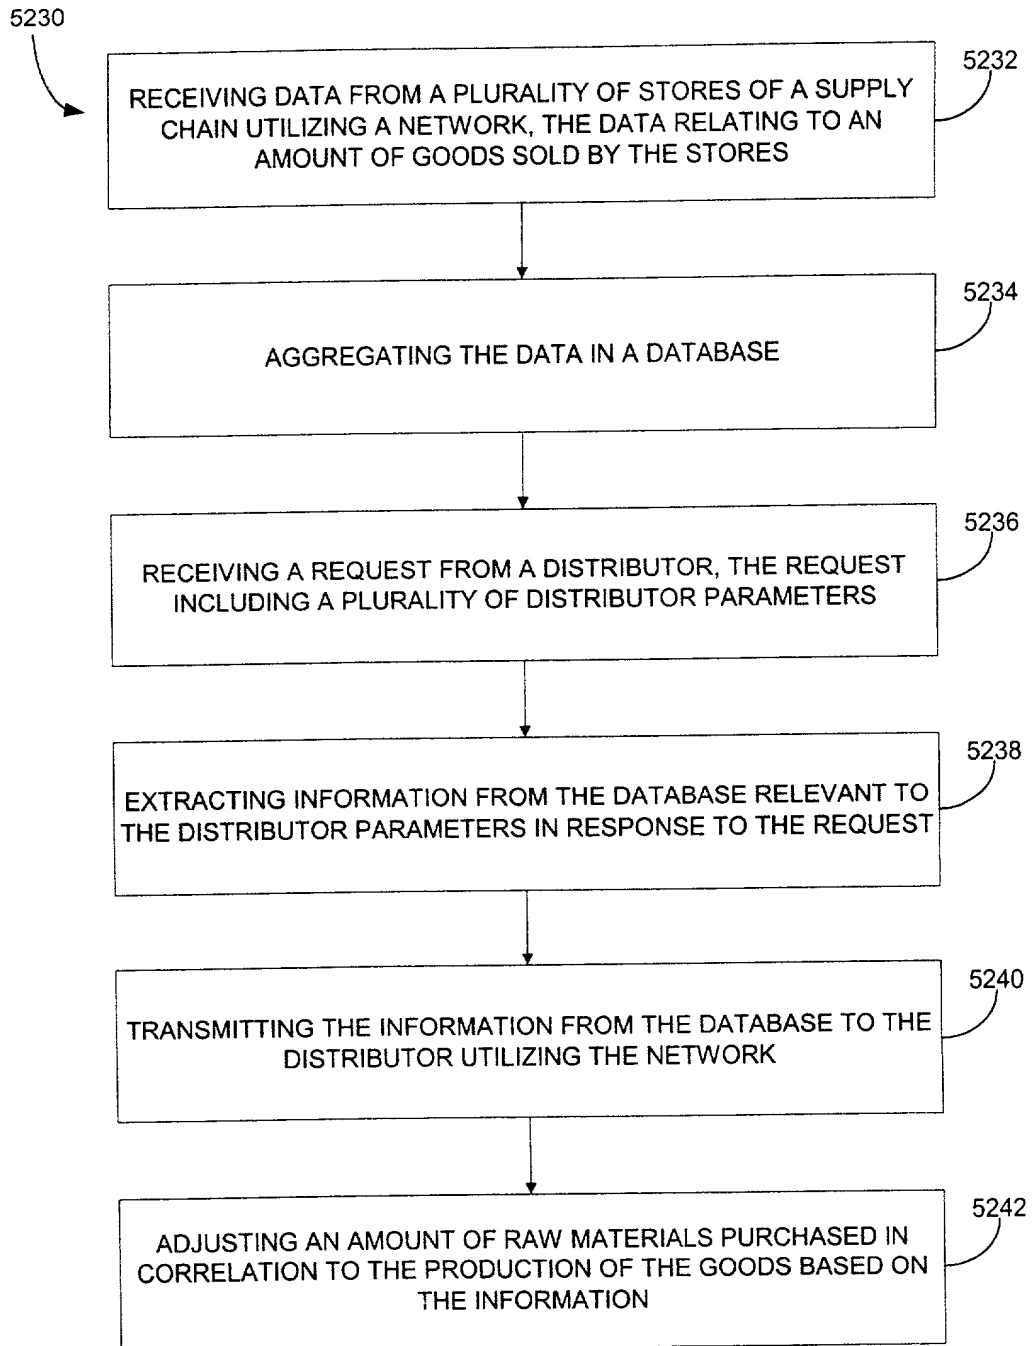 5230
RECEIVING DATA FROM A PLURALITY OF STORES OF A SUPPLY
CHAIN UTILIZING A NETWORK, THE DATA RELATING TO AN
AMOUNT OF GOODS SOLD BY THE STORES
5232
AGGREGATING THE DATA IN A DATABASE
5234
RECEIVING A REQUEST FROM A DISTRIBUTOR, THE REQUEST
INCLUDING A PLURALITY OF DISTRIBUTOR PARAMETERS
5236
EXTRACTING INFORMATION FROM THE DATABASE RELEVANT TO
THE DISTRIBUTOR PARAMETERS IN RESPONSE TO THE REQUEST
5238
TRANSMITTING THE INFORMATION FROM THE DATABASE TO THE
DISTRIBUTOR UTILIZING THE NETWORK
5240
ADJUSTING AN AMOUNT OF RAW MATERIALS PURCHASED IN
CORRELATION TO THE PRODUCTION OF THE GOODS BASED ON
THE INFORMATION
5242